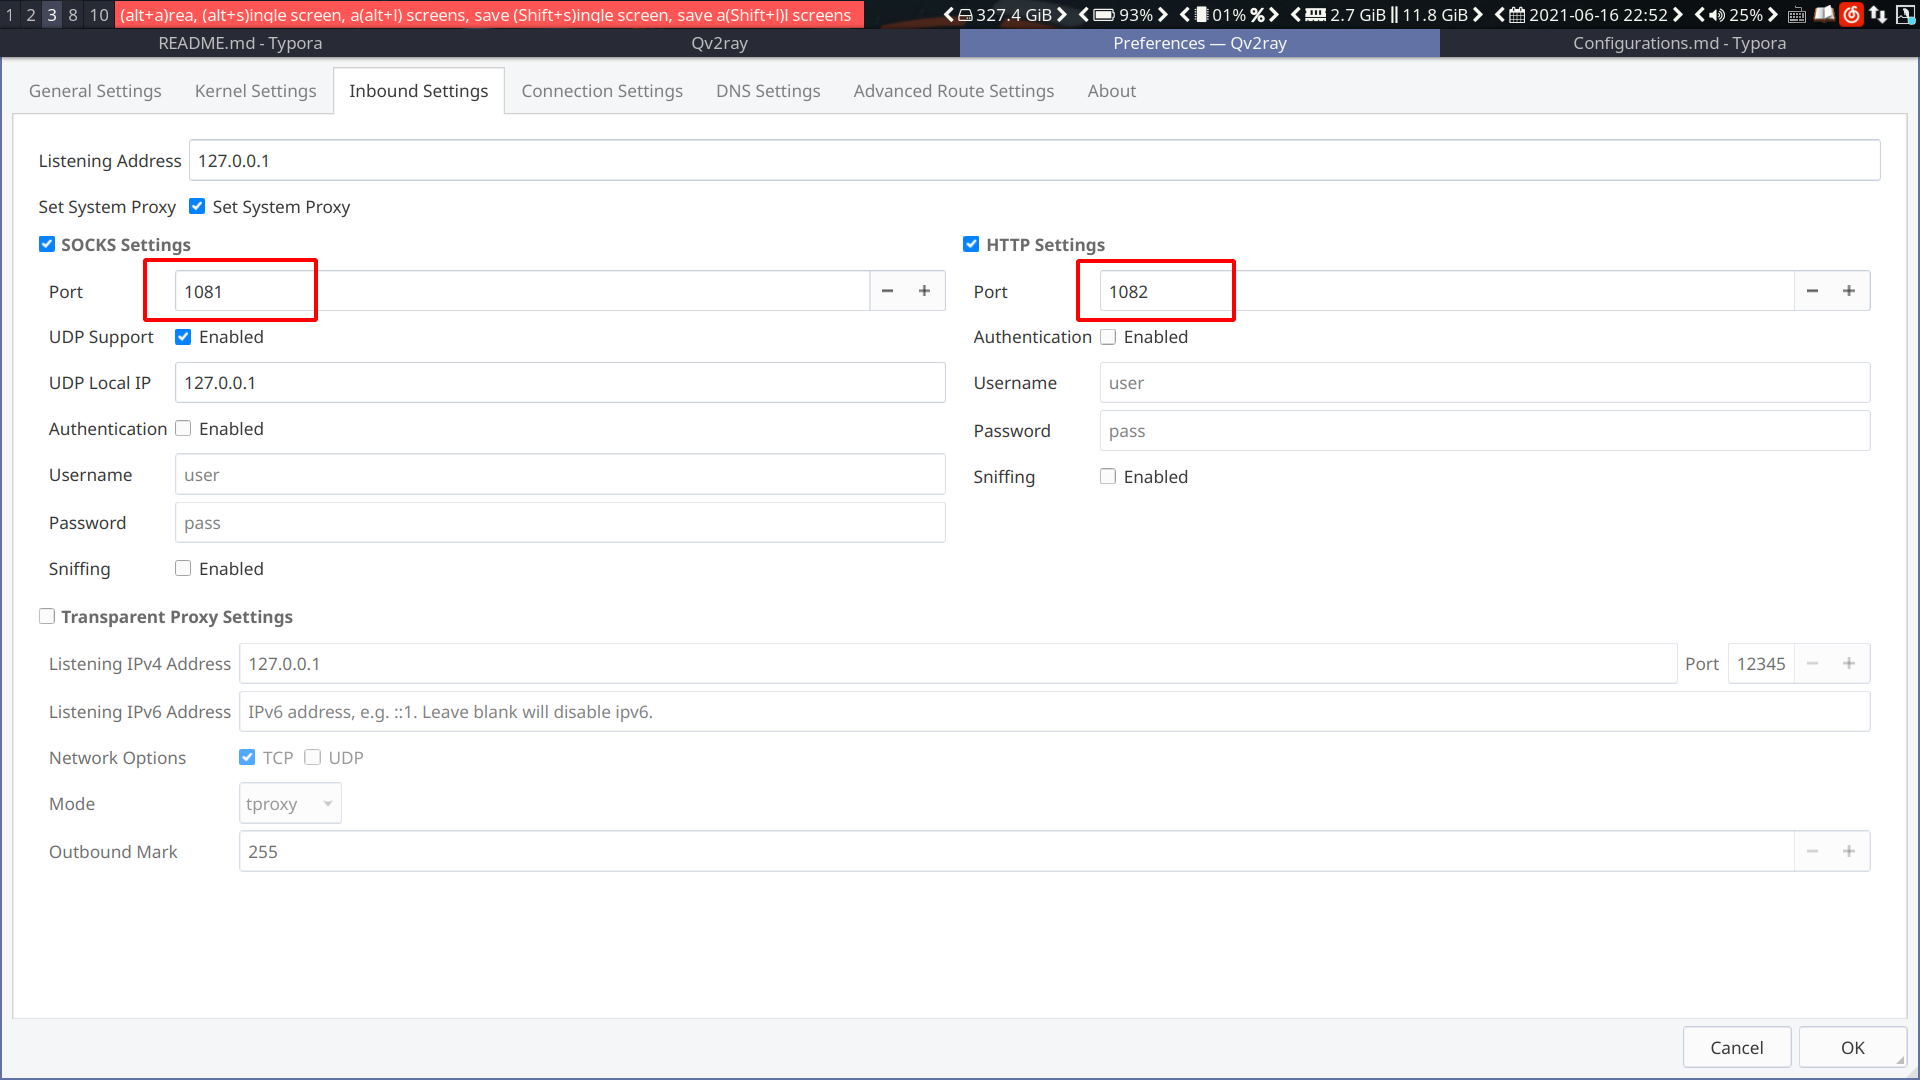 1 2 3 8 10 (alt+a)rea, (alt+s)ingle screen, a(alt+l) screens, save (Shift+s)ingle screen, save a(Shift+l)l screens 327.4 GiB 93% 01% % 2.7 GiB || 11.8 GiB 2021-06-16 22:52 25%
README.md - Typora Qv2ray Preferences — Qv2ray Configurations.md - Typora
General Settings Kernel Settings Inbound Settings Connection Settings DNS Settings Advanced Route Settings About
Listening Address 127.0.0.1
Set System Proxy Set System Proxy
SOCKS Settings
Port 1081 − +
UDP Support Enabled
UDP Local IP 127.0.0.1
Authentication Enabled
Username user
Password pass
Sniffing Enabled
HTTP Settings
Port 1082 − +
Authentication Enabled
Username user
Password pass
Sniffing Enabled
Transparent Proxy Settings
Listening IPv4 Address 127.0.0.1 Port 12345 − +
Listening IPv6 Address IPv6 address, e.g. ::1. Leave blank will disable ipv6.
Network Options TCP UDP
Mode tproxy
Outbound Mark 255 − +
Cancel OK